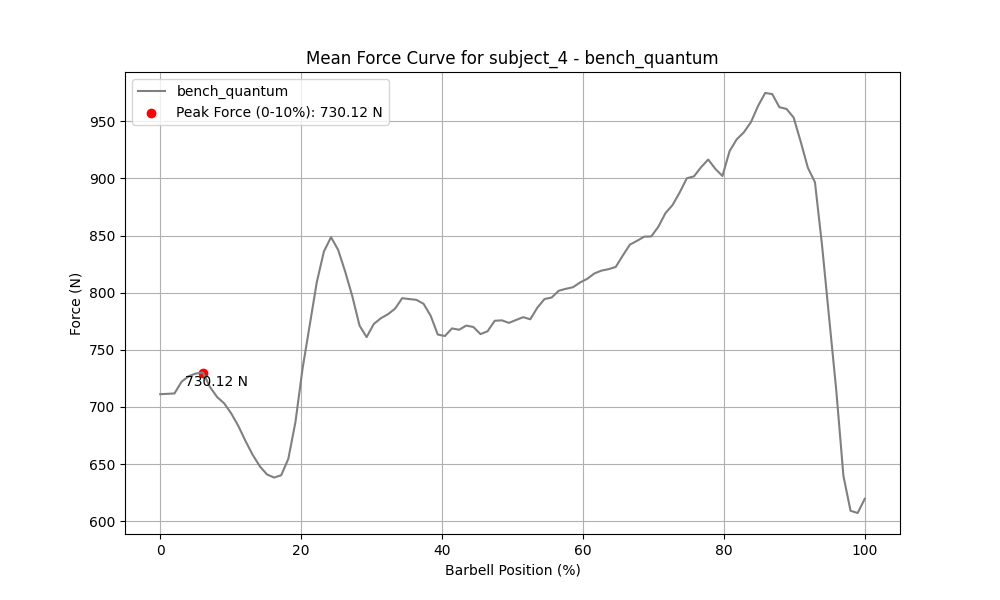 Mean Force Curve for subject_4 - bench_quantum
bench_quantum
Peak Force (0-10%): 730.12 N
950
900
850
800
750
700
650
600
Force (N)
730.12 N
0 20 40 60 80 100
Barbell Position (%)